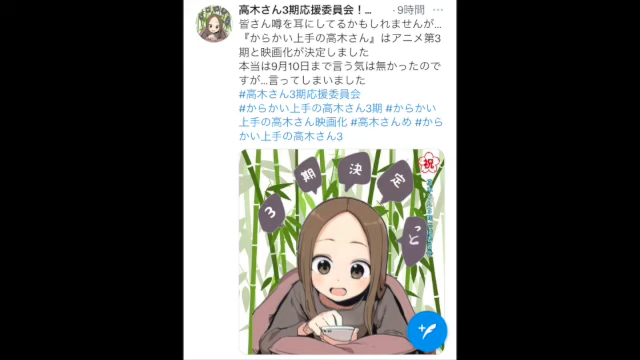 高木さん3期応援委員会！... ・9時間
皆さん噂を耳にしてるかもしれませんが...
『からかい上手の高木さん』はアニメ第3
期と映画化が決定しました
本当は9月10日まで言う気は無かったので
すが...言ってしまいました
#高木さん3期応援委員会
#からかい上手の高木さん3期 #からかい
上手の高木さん映画化 #高木さんめ #から
かい上手の高木さん3
祝
3期決定っと